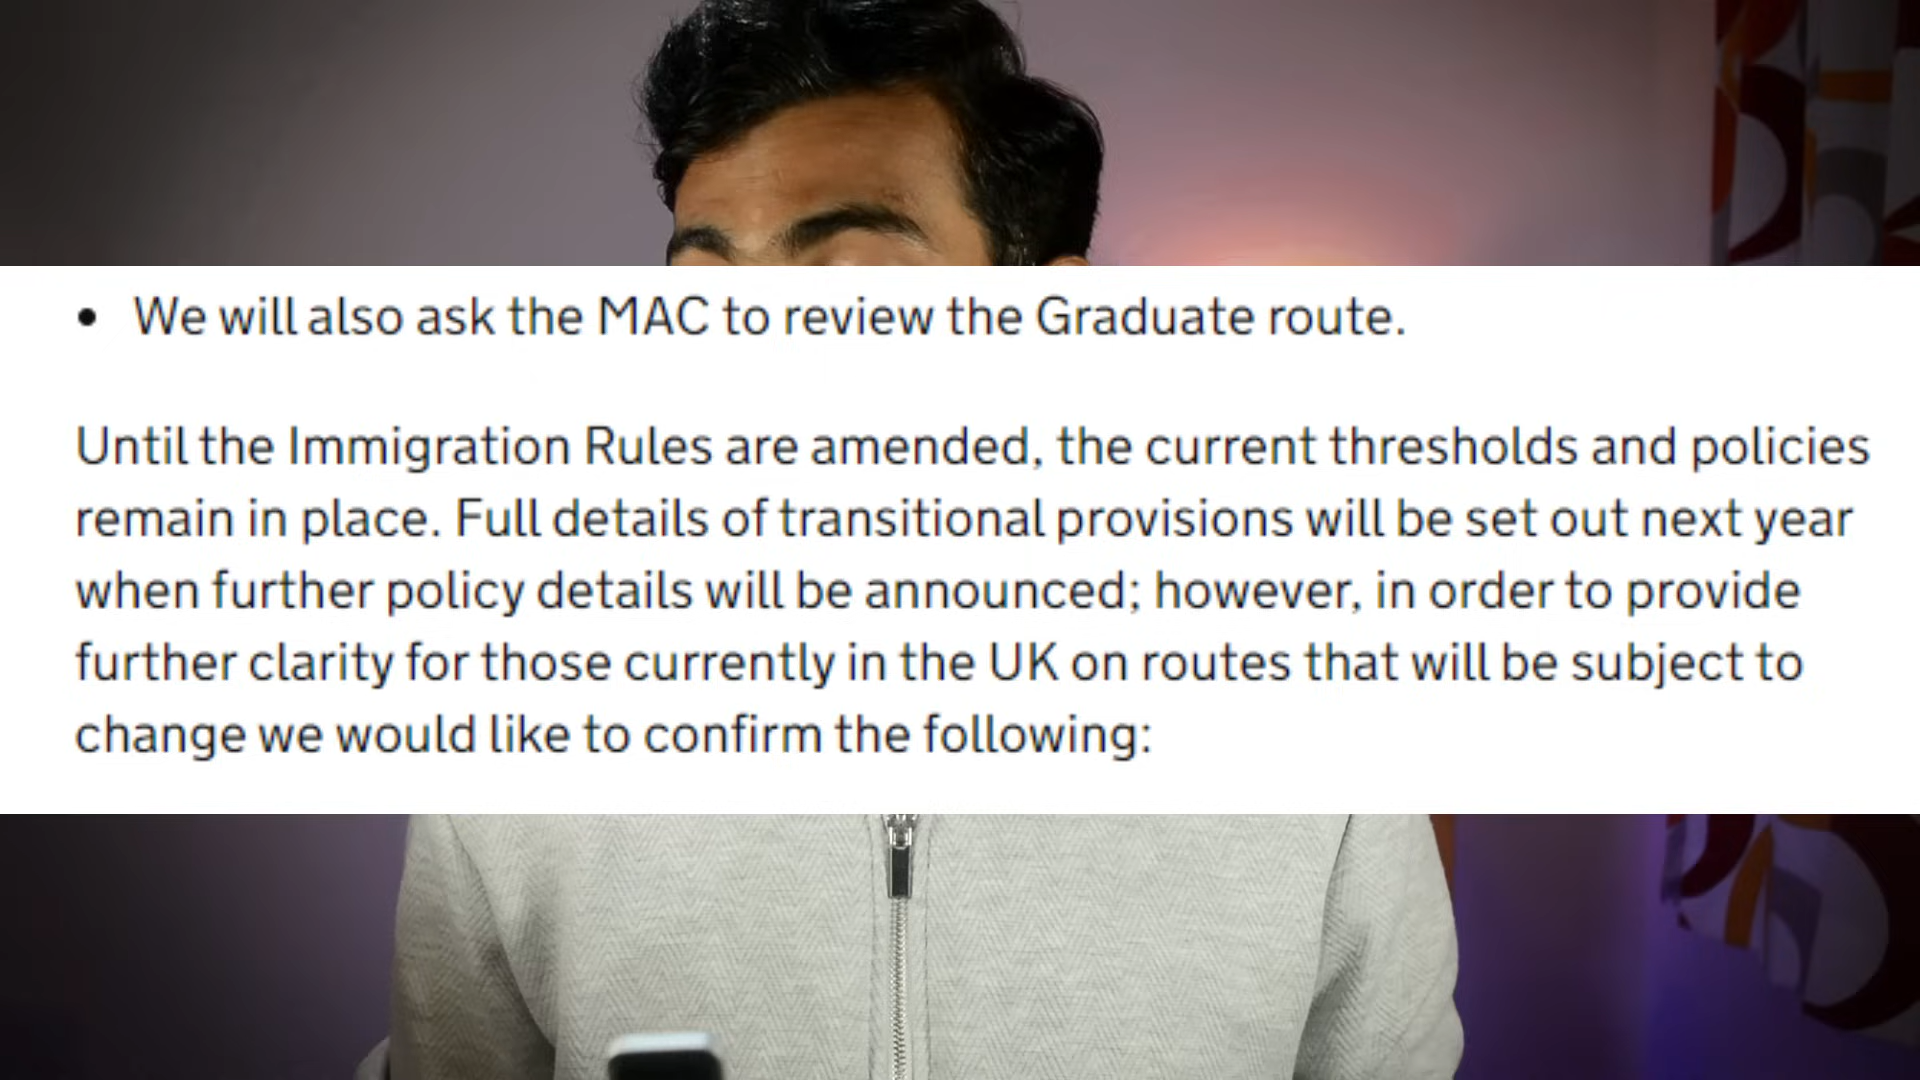 • We will also ask the MAC to review the Graduate route.
Until the Immigration Rules are amended, the current thresholds and policies
remain in place. Full details of transitional provisions will be set out next year
when further policy details will be announced; however, in order to provide
further clarity for those currently in the UK on routes that will be subject to
change we would like to confirm the following: